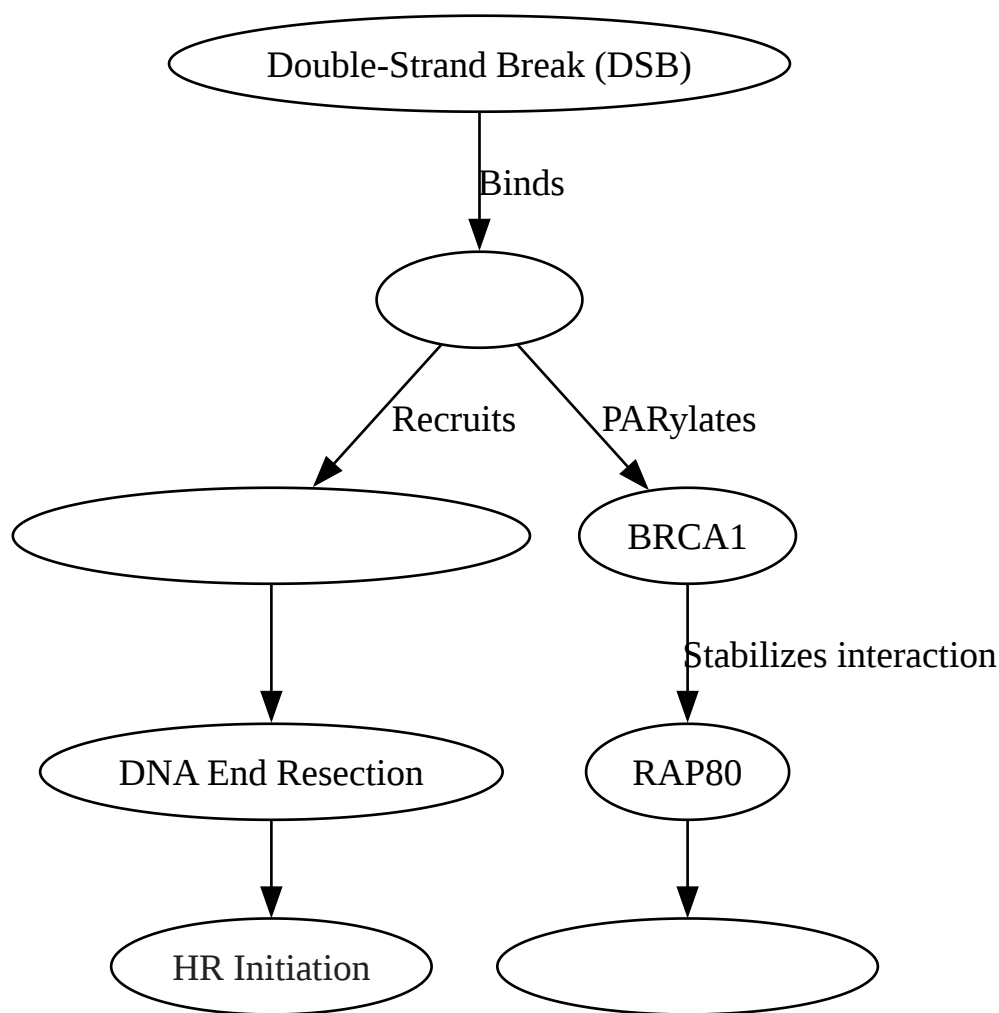 Double-Strand Break (DSB)
Binds
Recruits
PARylates
BRCA1
Stabilizes interaction
DNA End Resection
RAP80
HR Initiation